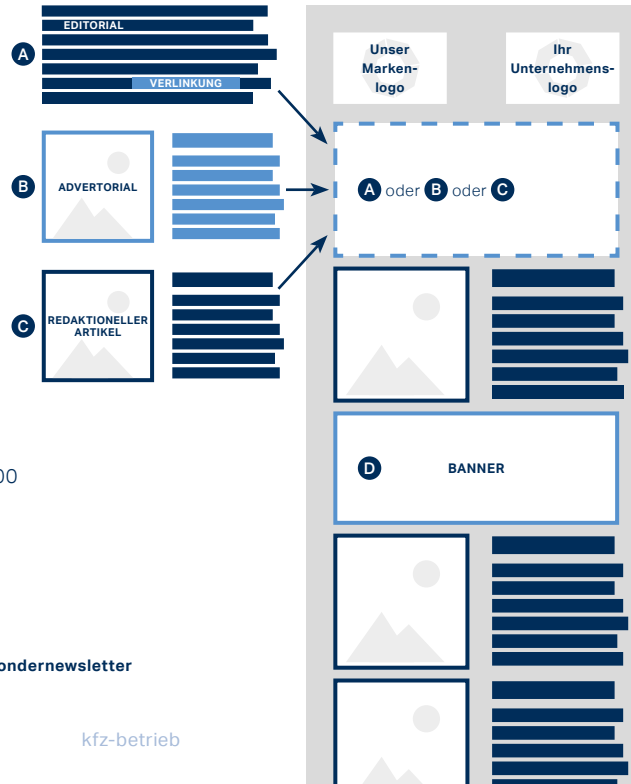 EDITORIAL
A
VERLINKUNG
B
ADVERTORIAL
C
REDAKTIONELLER
ARTIKEL
Unser
Marken-
logo
Ihr
Unternehmens-
logo
A oder B oder C
D BANNER
00
ondernewsletter
kfz-betrieb